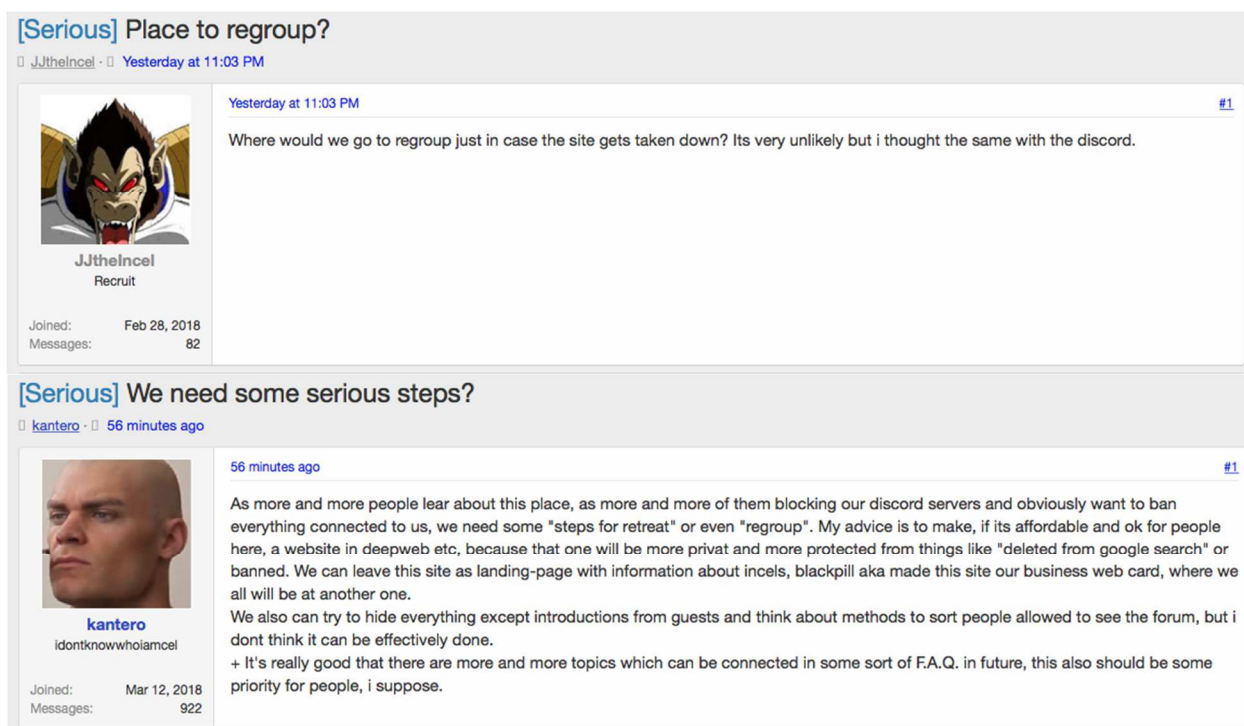 [Serious] Place to regroup?
JJtheIncel · Yesterday at 11:03 PM
Yesterday at 11:03 PM #1
Where would we go to regroup just in case the site gets taken down? Its very unlikely but i thought the same with the discord.
JJtheIncel
Recruit
Joined: Feb 28, 2018
Messages: 82
[Serious] We need some serious steps?
kantero · 56 minutes ago
56 minutes ago #1
As more and more people lear about this place, as more and more of them blocking our discord servers and obviously want to ban
everything connected to us, we need some "steps for retreat" or even "regroup". My advice is to make, if its affordable and ok for people
here, a website in deepweb etc, because that one will be more privat and more protected from things like "deleted from google search" or
banned. We can leave this site as landing-page with information about incels, blackpill aka made this site our business web card, where we
all will be at another one.
We also can try to hide everything except introductions from guests and think about methods to sort people allowed to see the forum, but i
dont think it can be effectively done.
+ It's really good that there are more and more topics which can be connected in some sort of F.A.Q. in future, this also should be some
priority for people, i suppose.
kantero
idontknowwhoiamcel
Joined: Mar 12, 2018
Messages: 922